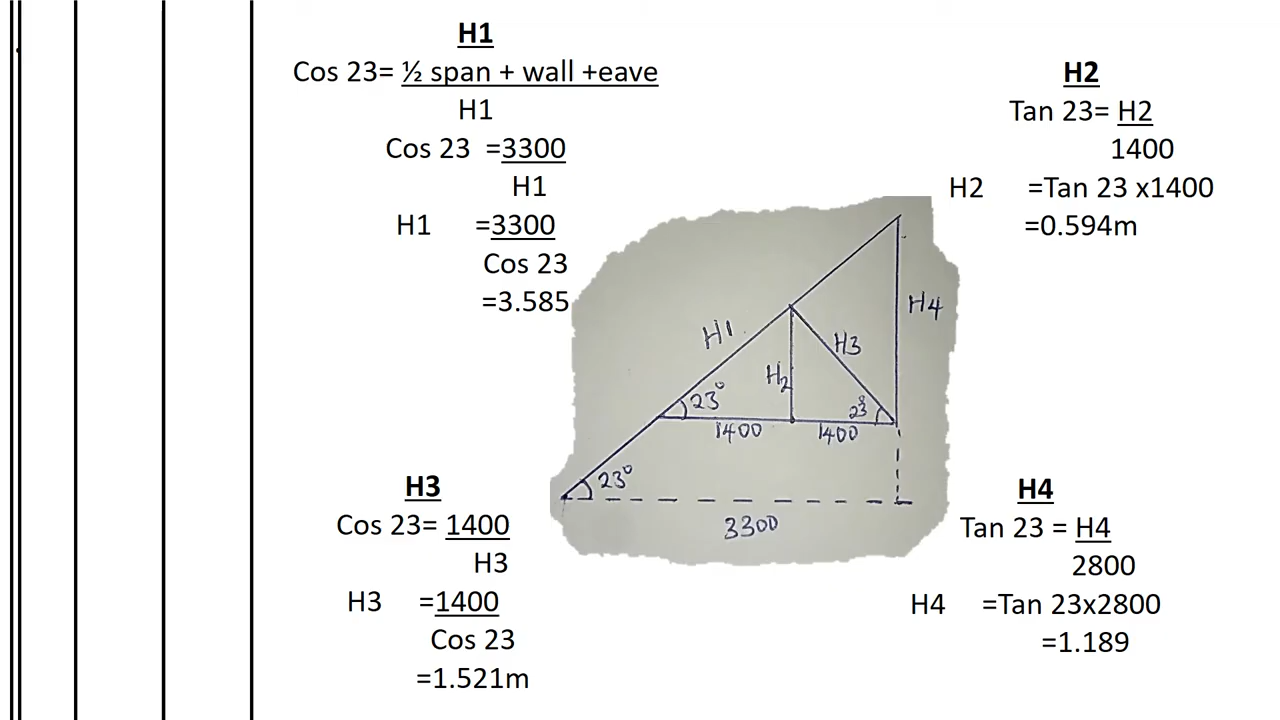 H1
Cos 23= ½ span + wall +eave
H1
Cos 23 =3300
H1
H1 =3300
Cos 23
=3.585
H2
Tan 23= H2
1400
H2 =Tan 23 x1400
=0.594m
H1
H2
H3
H4
23°
1400
1400
23°
23°
3300
H3
Cos 23= 1400
H3
H3 =1400
Cos 23
=1.521m
H4
Tan 23 = H4
2800
H4 =Tan 23x2800
=1.189